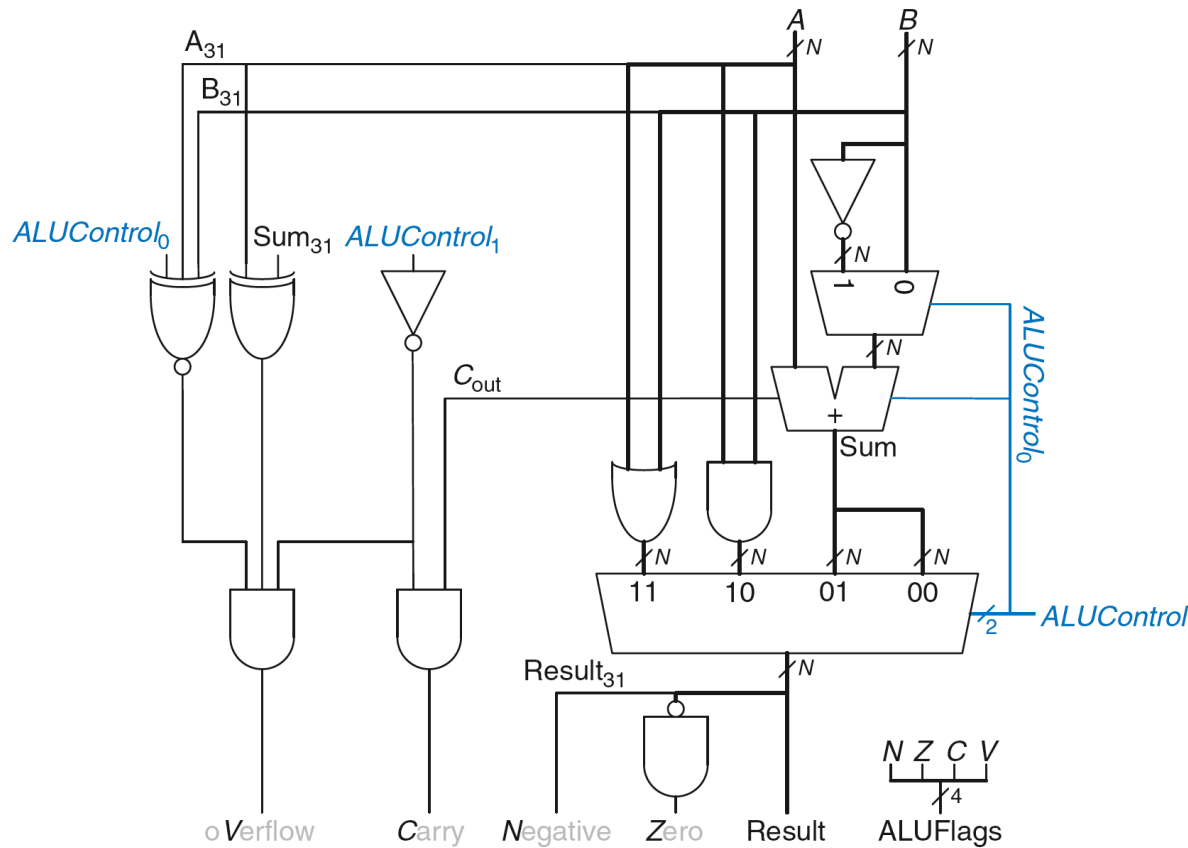 A B
A31 N N
B31
ALUControl0 Sum31 ALUControl1
N
1 0
ALUControl0
N
Cout
+
Sum
N N N N
11 10 01 00
2 ALUControl
Result31 N
N Z C V
4
oVerflow Carry Negative Zero Result ALUFlags